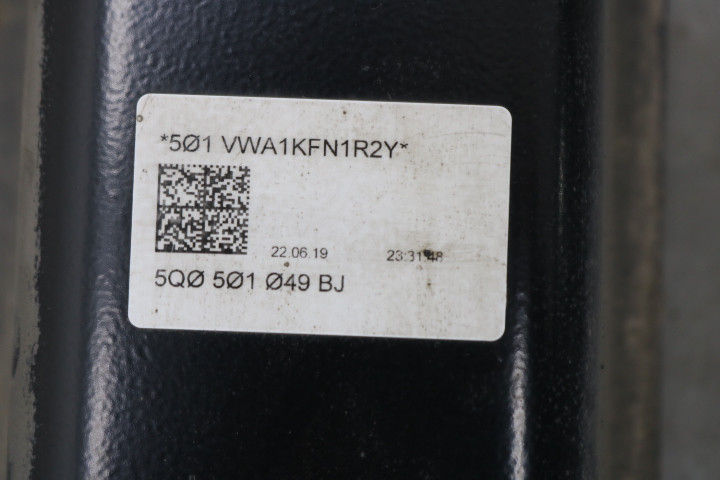 *5Ø1 VWA1KFN1R2Y*
22.06.19 23:31:48
5QØ 5Ø1 Ø49 BJ